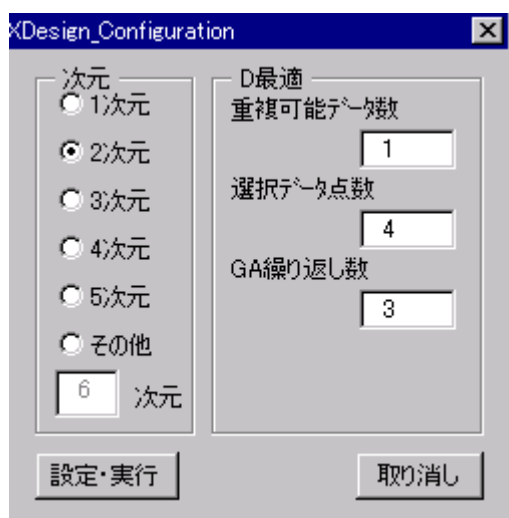 XDesign_Configuration
次元
1次元
2次元
3次元
4次元
5次元
その他
6 次元
D最適
重複可能ﾃﾞｰﾀ数
1
選択ﾃﾞｰﾀ点数
4
GA繰り返し数
3
設定・実行
取り消し